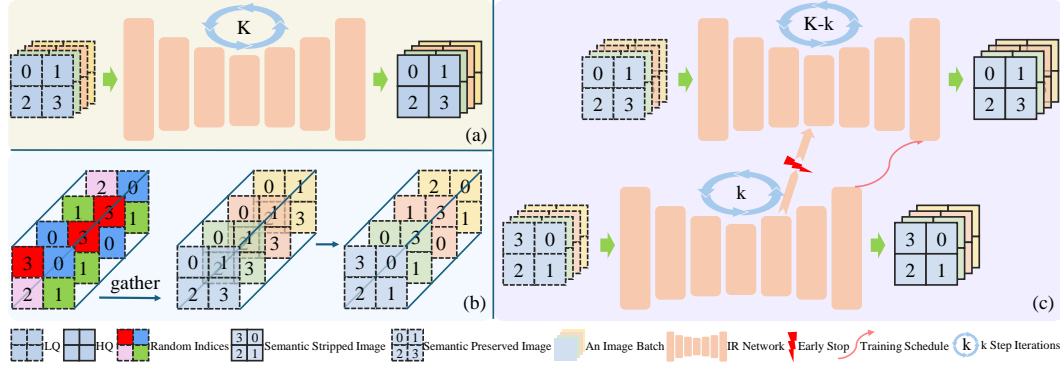 K
0 1
2 3
0 1
2 3
(a)
2 0
1 3 1
0 3 0
3 0 1
2 1
gather
0 1
0 1 3
0 1 3
0 1
2 3
2 0
1 3 1
0 3 3
3 0 1
2 1
(b)
K-k
0 1
2 3
0 1
2 3
k
3 0
2 1
3 0
2 1
(c)
LQ
HQ
Random Indices
3 0
2 1
Semantic Stripped Image
0 1
2 3
Semantic Preserved Image
An Image Batch
IR Network
Early Stop
Training Schedule
k
k Step Iterations